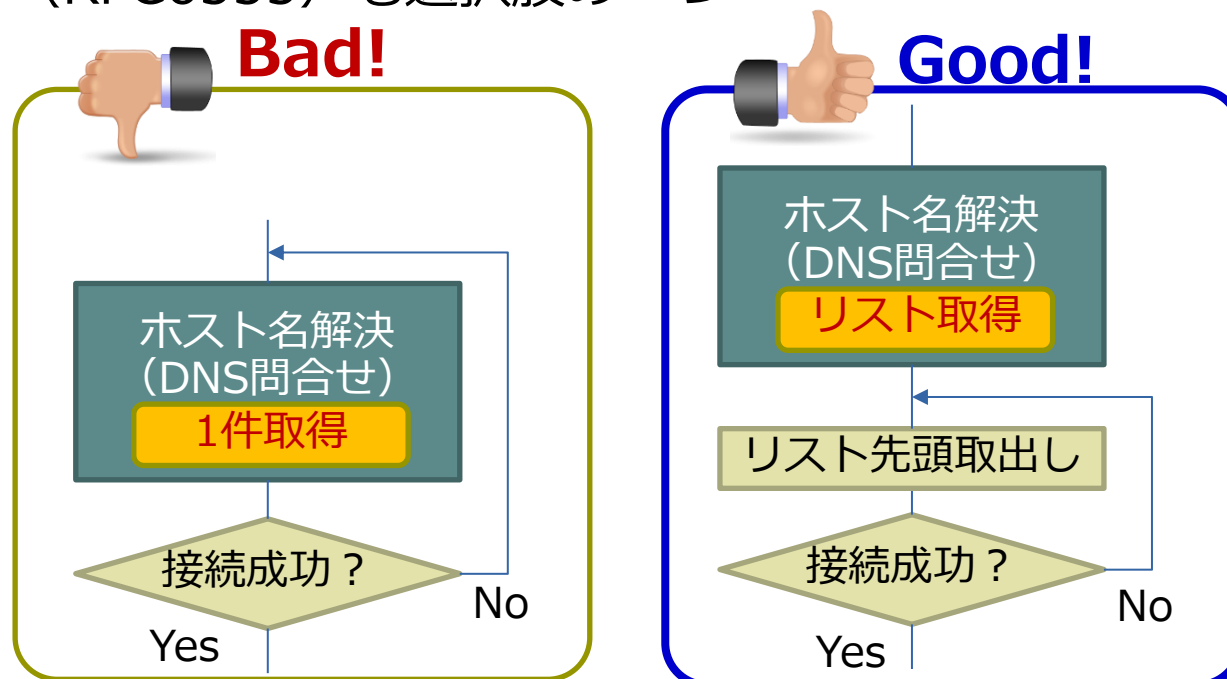 Bad!
ホスト名解決
（DNS問合せ）
1件取得
接続成功？
No
Yes
Good!
ホスト名解決
（DNS問合せ）
リスト取得
リスト先頭取出し
接続成功？
No
Yes